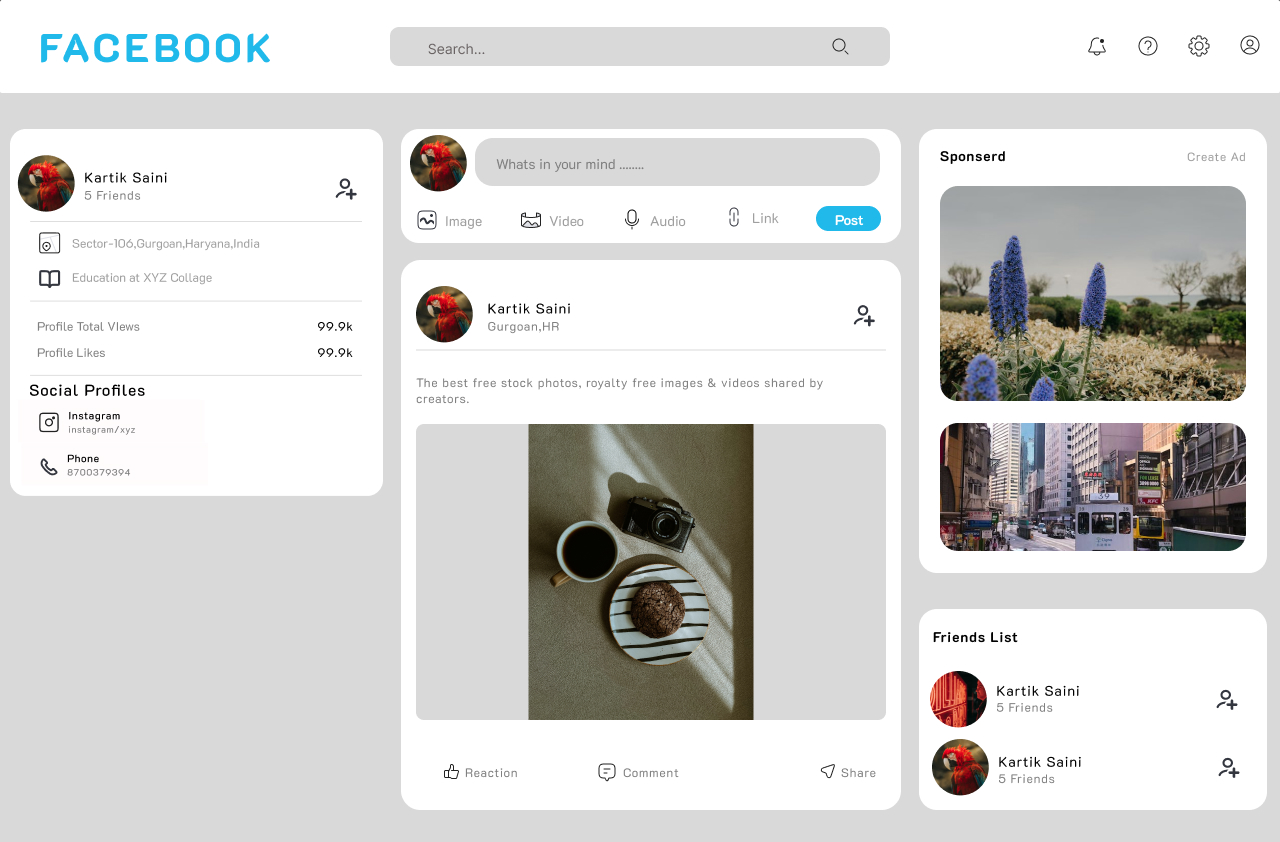 FACEBOOK
Search...
Kartik Saini
5 Friends
Sector-106,Gurgoan,Haryana,India
Education at XYZ Collage
Profile Total VIews 99.9k
Profile Likes 99.9k
Social Profiles
Instagram
instagram/xyz
Phone
8700379394
Whats in your mind ........
Image Video Audio Link Post
Kartik Saini
Gurgoan,HR
The best free stock photos, royalty free images & videos shared by
creators.
Reaction Comment Share
Sponserd Create Ad
39
KFC
Friends List
Kartik Saini
5 Friends
Kartik Saini
5 Friends